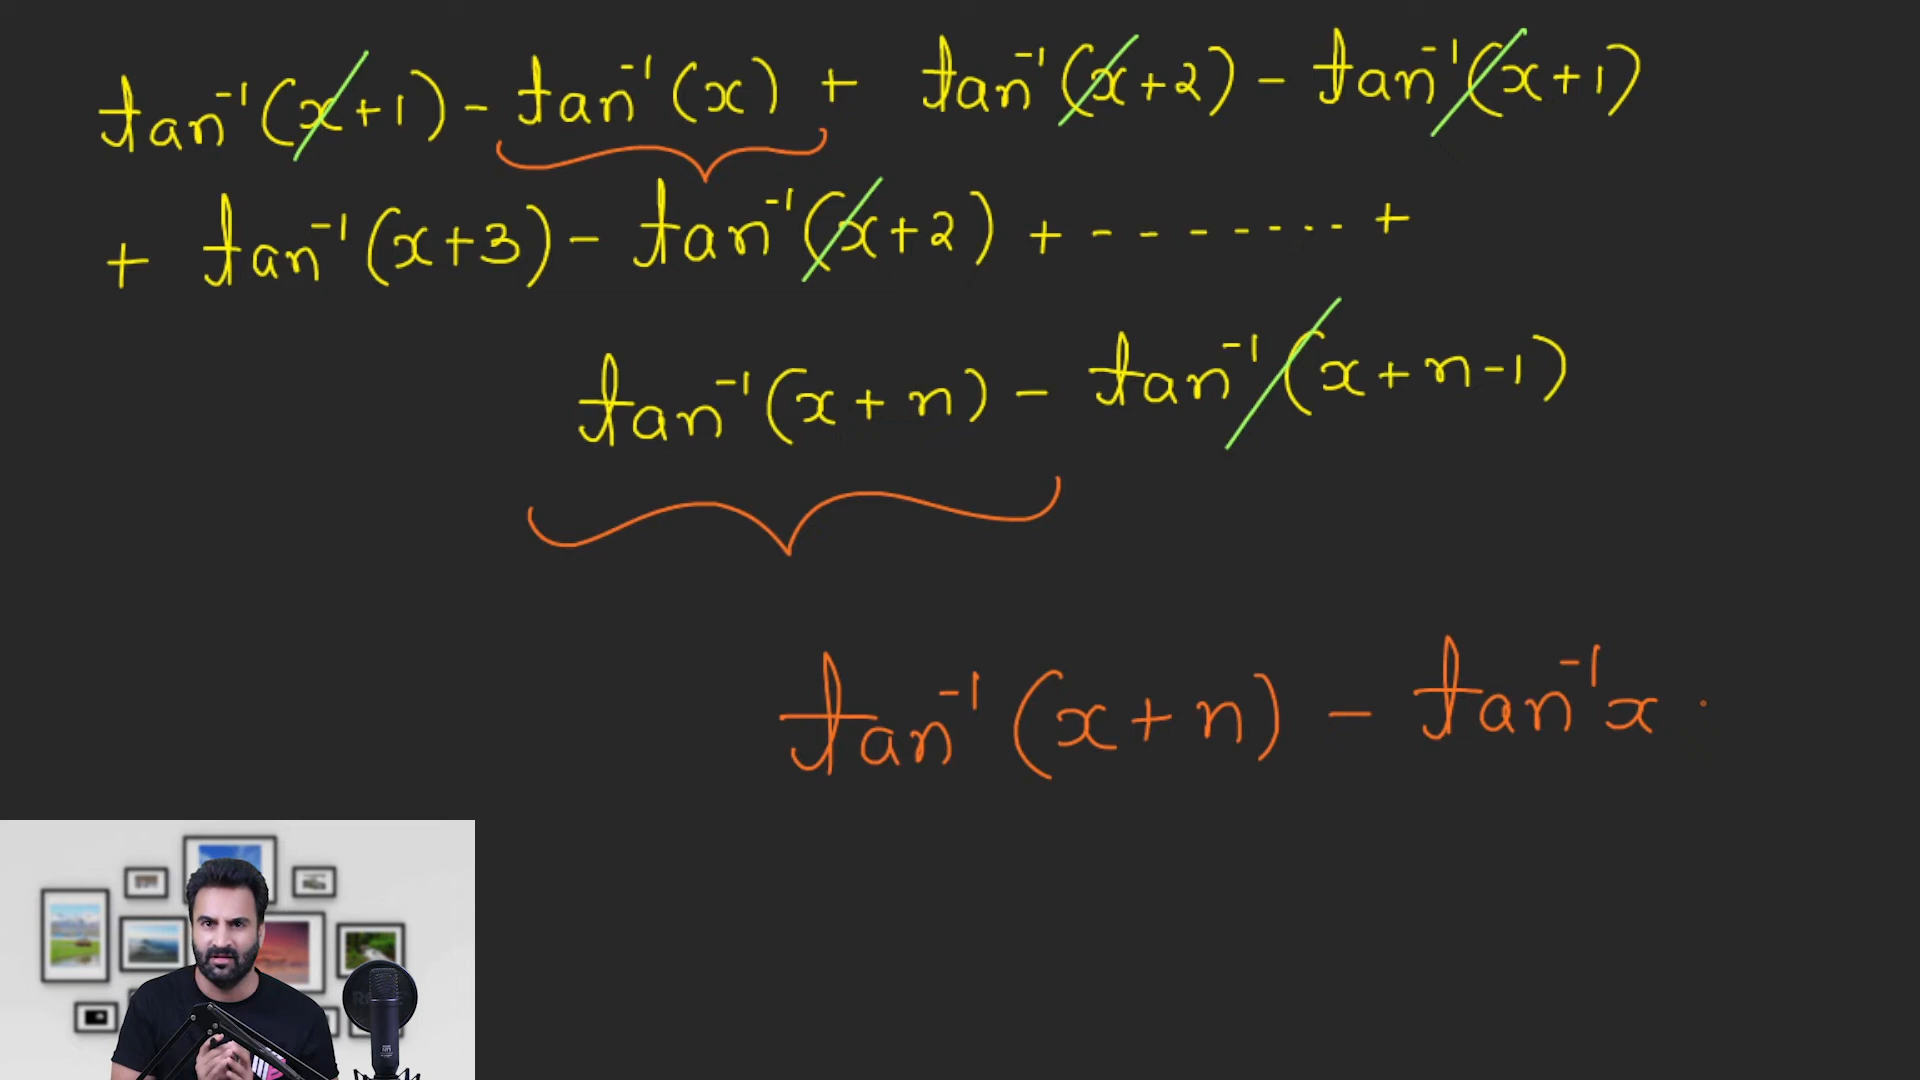 tan⁻¹(x+1) - tan⁻¹(x) + tan⁻¹(x+2) - tan⁻¹(x+1)
+ tan⁻¹(x+3) - tan⁻¹(x+2) + - - - - - - - +
tan⁻¹(x+n) - tan⁻¹(x+n-1)
tan⁻¹(x+n) - tan⁻¹x .